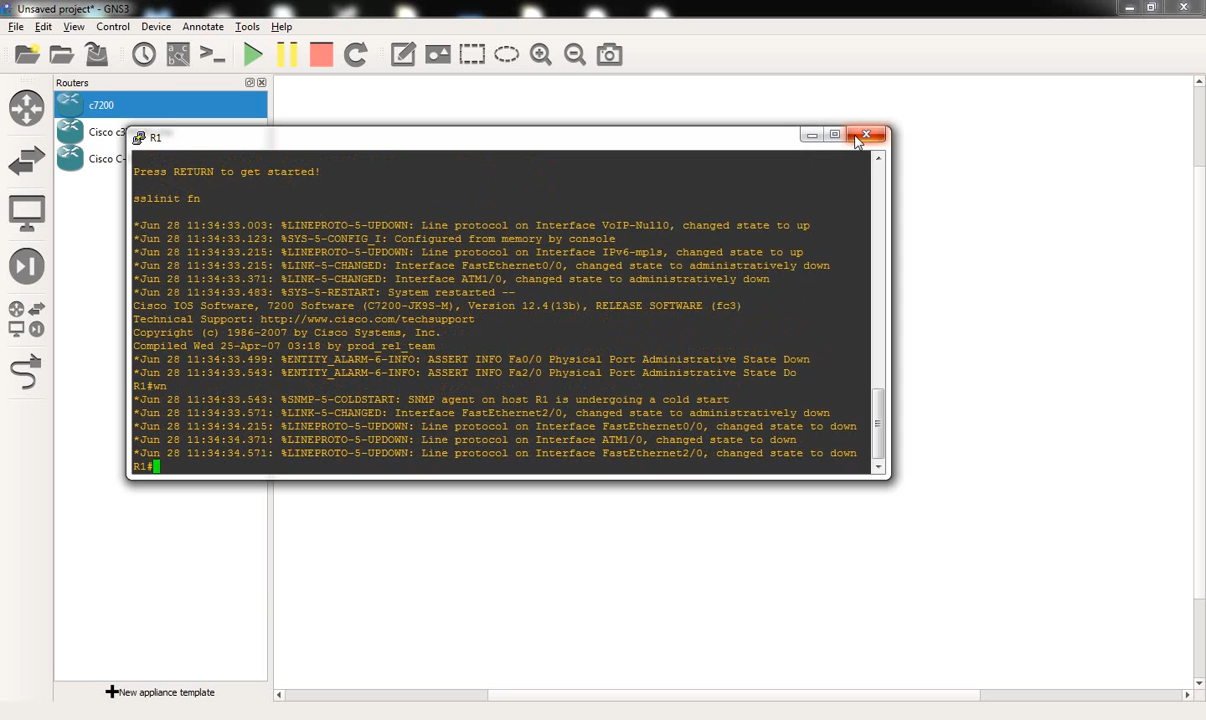 Unsaved project* - GNS3
File Edit View Control Device Annotate Tools Help
Routers
c7200
Cisco c3
Cisco C-
R1
Press RETURN to get started!
sslinit fn
*Jun 28 11:34:33.003: %LINEPROTO-5-UPDOWN: Line protocol on Interface VoIP-Null0, changed state to up
*Jun 28 11:34:33.123: %SYS-5-CONFIG_I: Configured from memory by console
*Jun 28 11:34:33.215: %LINEPROTO-5-UPDOWN: Line protocol on Interface IPv6-mpls, changed state to up
*Jun 28 11:34:33.215: %LINK-5-CHANGED: Interface FastEthernet0/0, changed state to administratively down
*Jun 28 11:34:33.371: %LINK-5-CHANGED: Interface ATM1/0, changed state to administratively down
*Jun 28 11:34:33.483: %SYS-5-RESTART: System restarted --
Cisco IOS Software, 7200 Software (C7200-JK9S-M), Version 12.4(13b), RELEASE SOFTWARE (fc3)
Technical Support: http://www.cisco.com/techsupport
Copyright (c) 1986-2007 by Cisco Systems, Inc.
Compiled Wed 25-Apr-07 03:18 by prod_rel_team
*Jun 28 11:34:33.499: %ENTITY_ALARM-6-INFO: ASSERT INFO Fa0/0 Physical Port Administrative State Down
*Jun 28 11:34:33.543: %ENTITY_ALARM-6-INFO: ASSERT INFO Fa2/0 Physical Port Administrative State Do
R1#wn
*Jun 28 11:34:33.543: %SNMP-5-COLDSTART: SNMP agent on host R1 is undergoing a cold start
*Jun 28 11:34:33.571: %LINK-5-CHANGED: Interface FastEthernet2/0, changed state to administratively down
*Jun 28 11:34:34.215: %LINEPROTO-5-UPDOWN: Line protocol on Interface FastEthernet0/0, changed state to down
*Jun 28 11:34:34.371: %LINEPROTO-5-UPDOWN: Line protocol on Interface ATM1/0, changed state to down
*Jun 28 11:34:34.571: %LINEPROTO-5-UPDOWN: Line protocol on Interface FastEthernet2/0, changed state to down
R1#
New appliance template